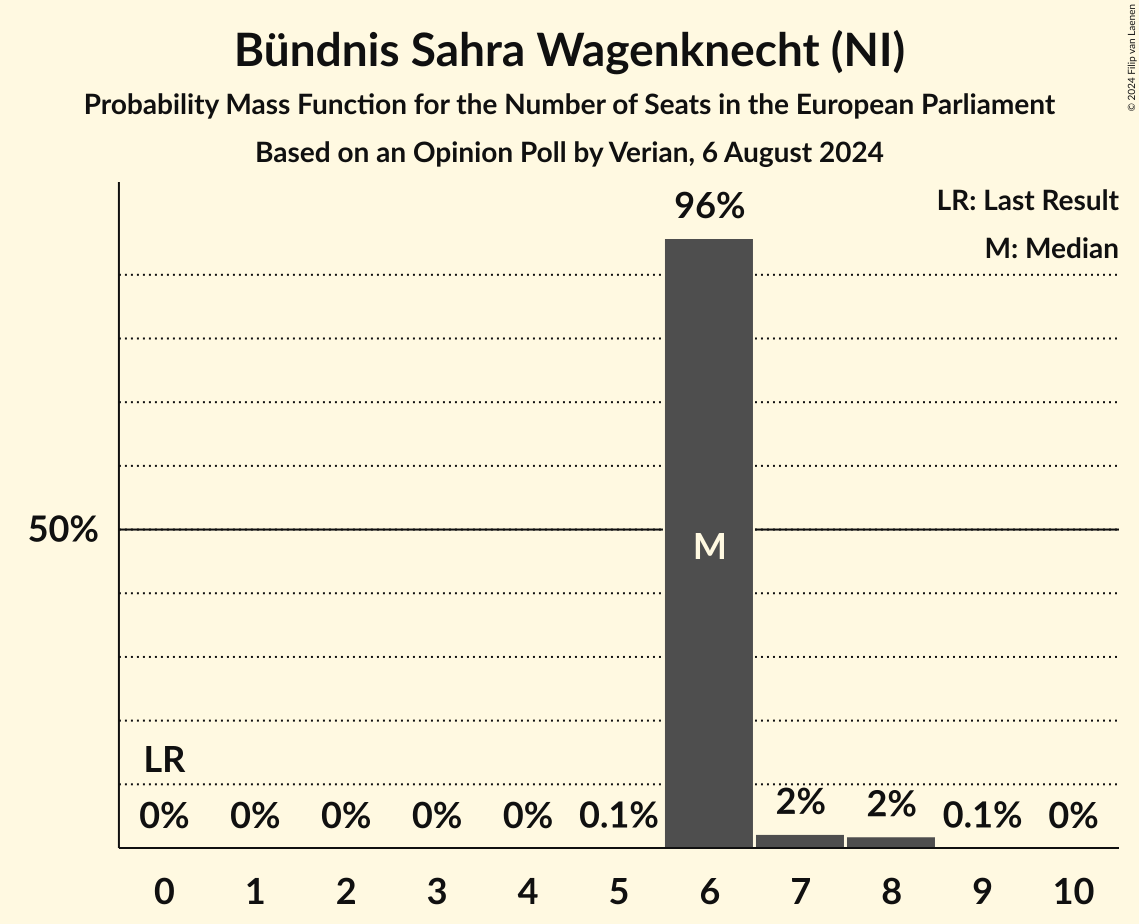 Bündnis Sahra Wagenknecht (NI)
Probability Mass Function for the Number of Seats in the European Parliament
Based on an Opinion Poll by Verian, 6 August 2024
© 2024 Filip van Laenen
LR: Last Result
M: Median
96%
50%
M
LR
0% 0% 0% 0% 0% 0.1% 2% 2% 0.1% 0%
0 1 2 3 4 5 6 7 8 9 10